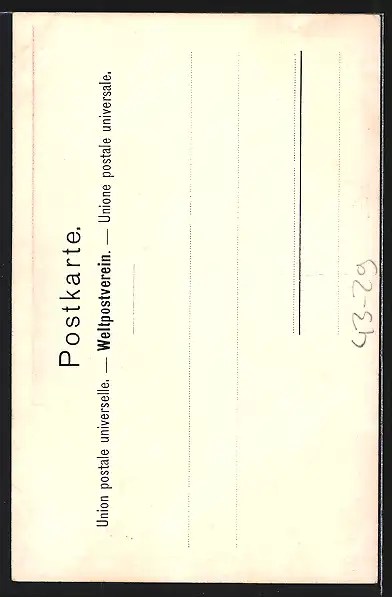 Postkarte.
Union postale universelle. — Weltpostverein. — Unione postale universale.
43-29